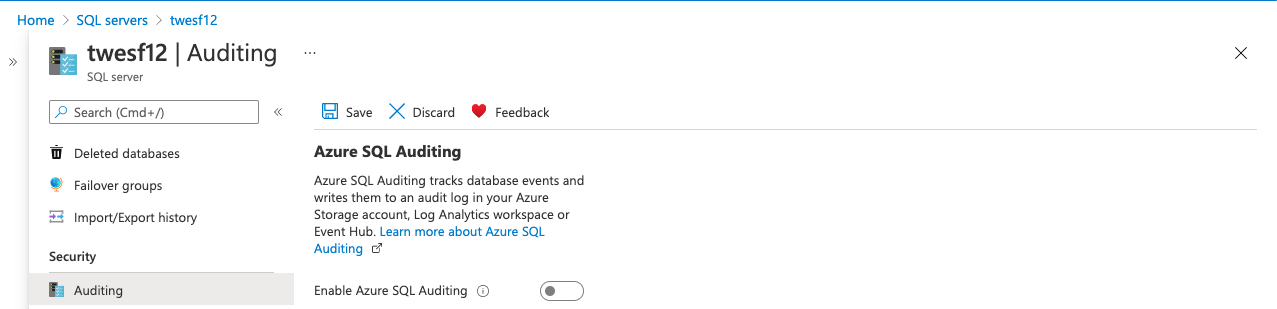 Home > SQL servers > twesf12
» twesf12 | Auditing ...
SQL server
Search (Cmd+/) «
Deleted databases
Failover groups
Import/Export history
Security
Auditing
Save Discard Feedback
Azure SQL Auditing
Azure SQL Auditing tracks database events and
writes them to an audit log in your Azure
Storage account, Log Analytics workspace or
Event Hub. Learn more about Azure SQL
Auditing
Enable Azure SQL Auditing